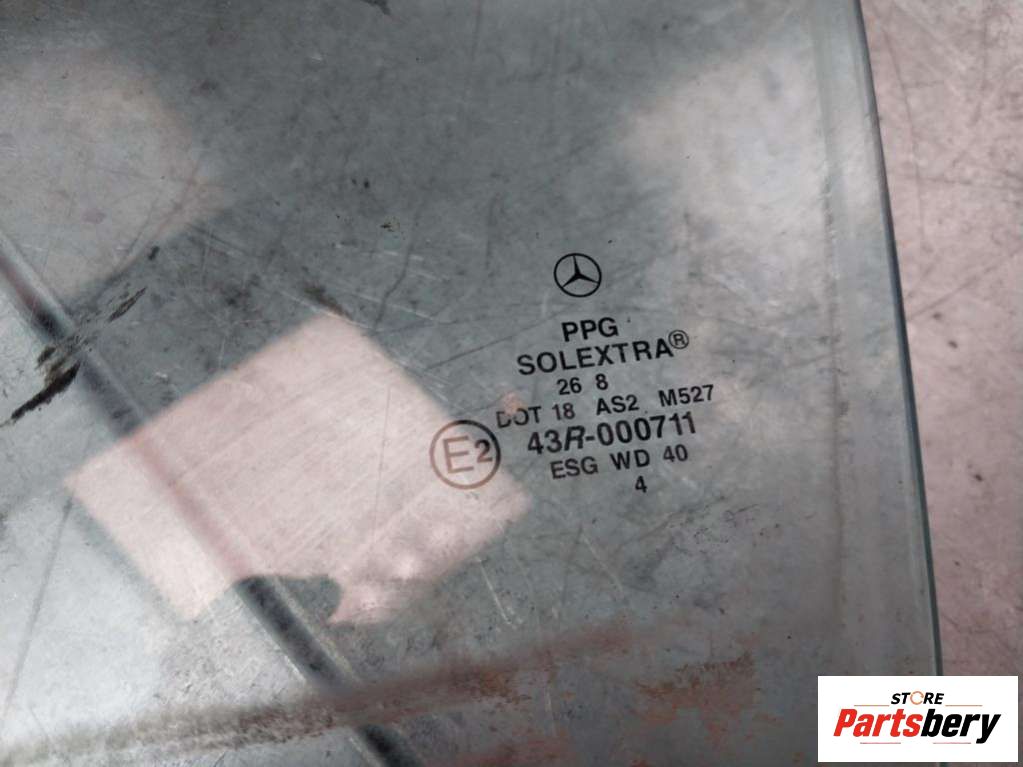 PPG
SOLEXTRA®
26 8
DOT 18 AS2 M527
E2 43R-000711
ESG WD 40
4
STORE
Partsbery